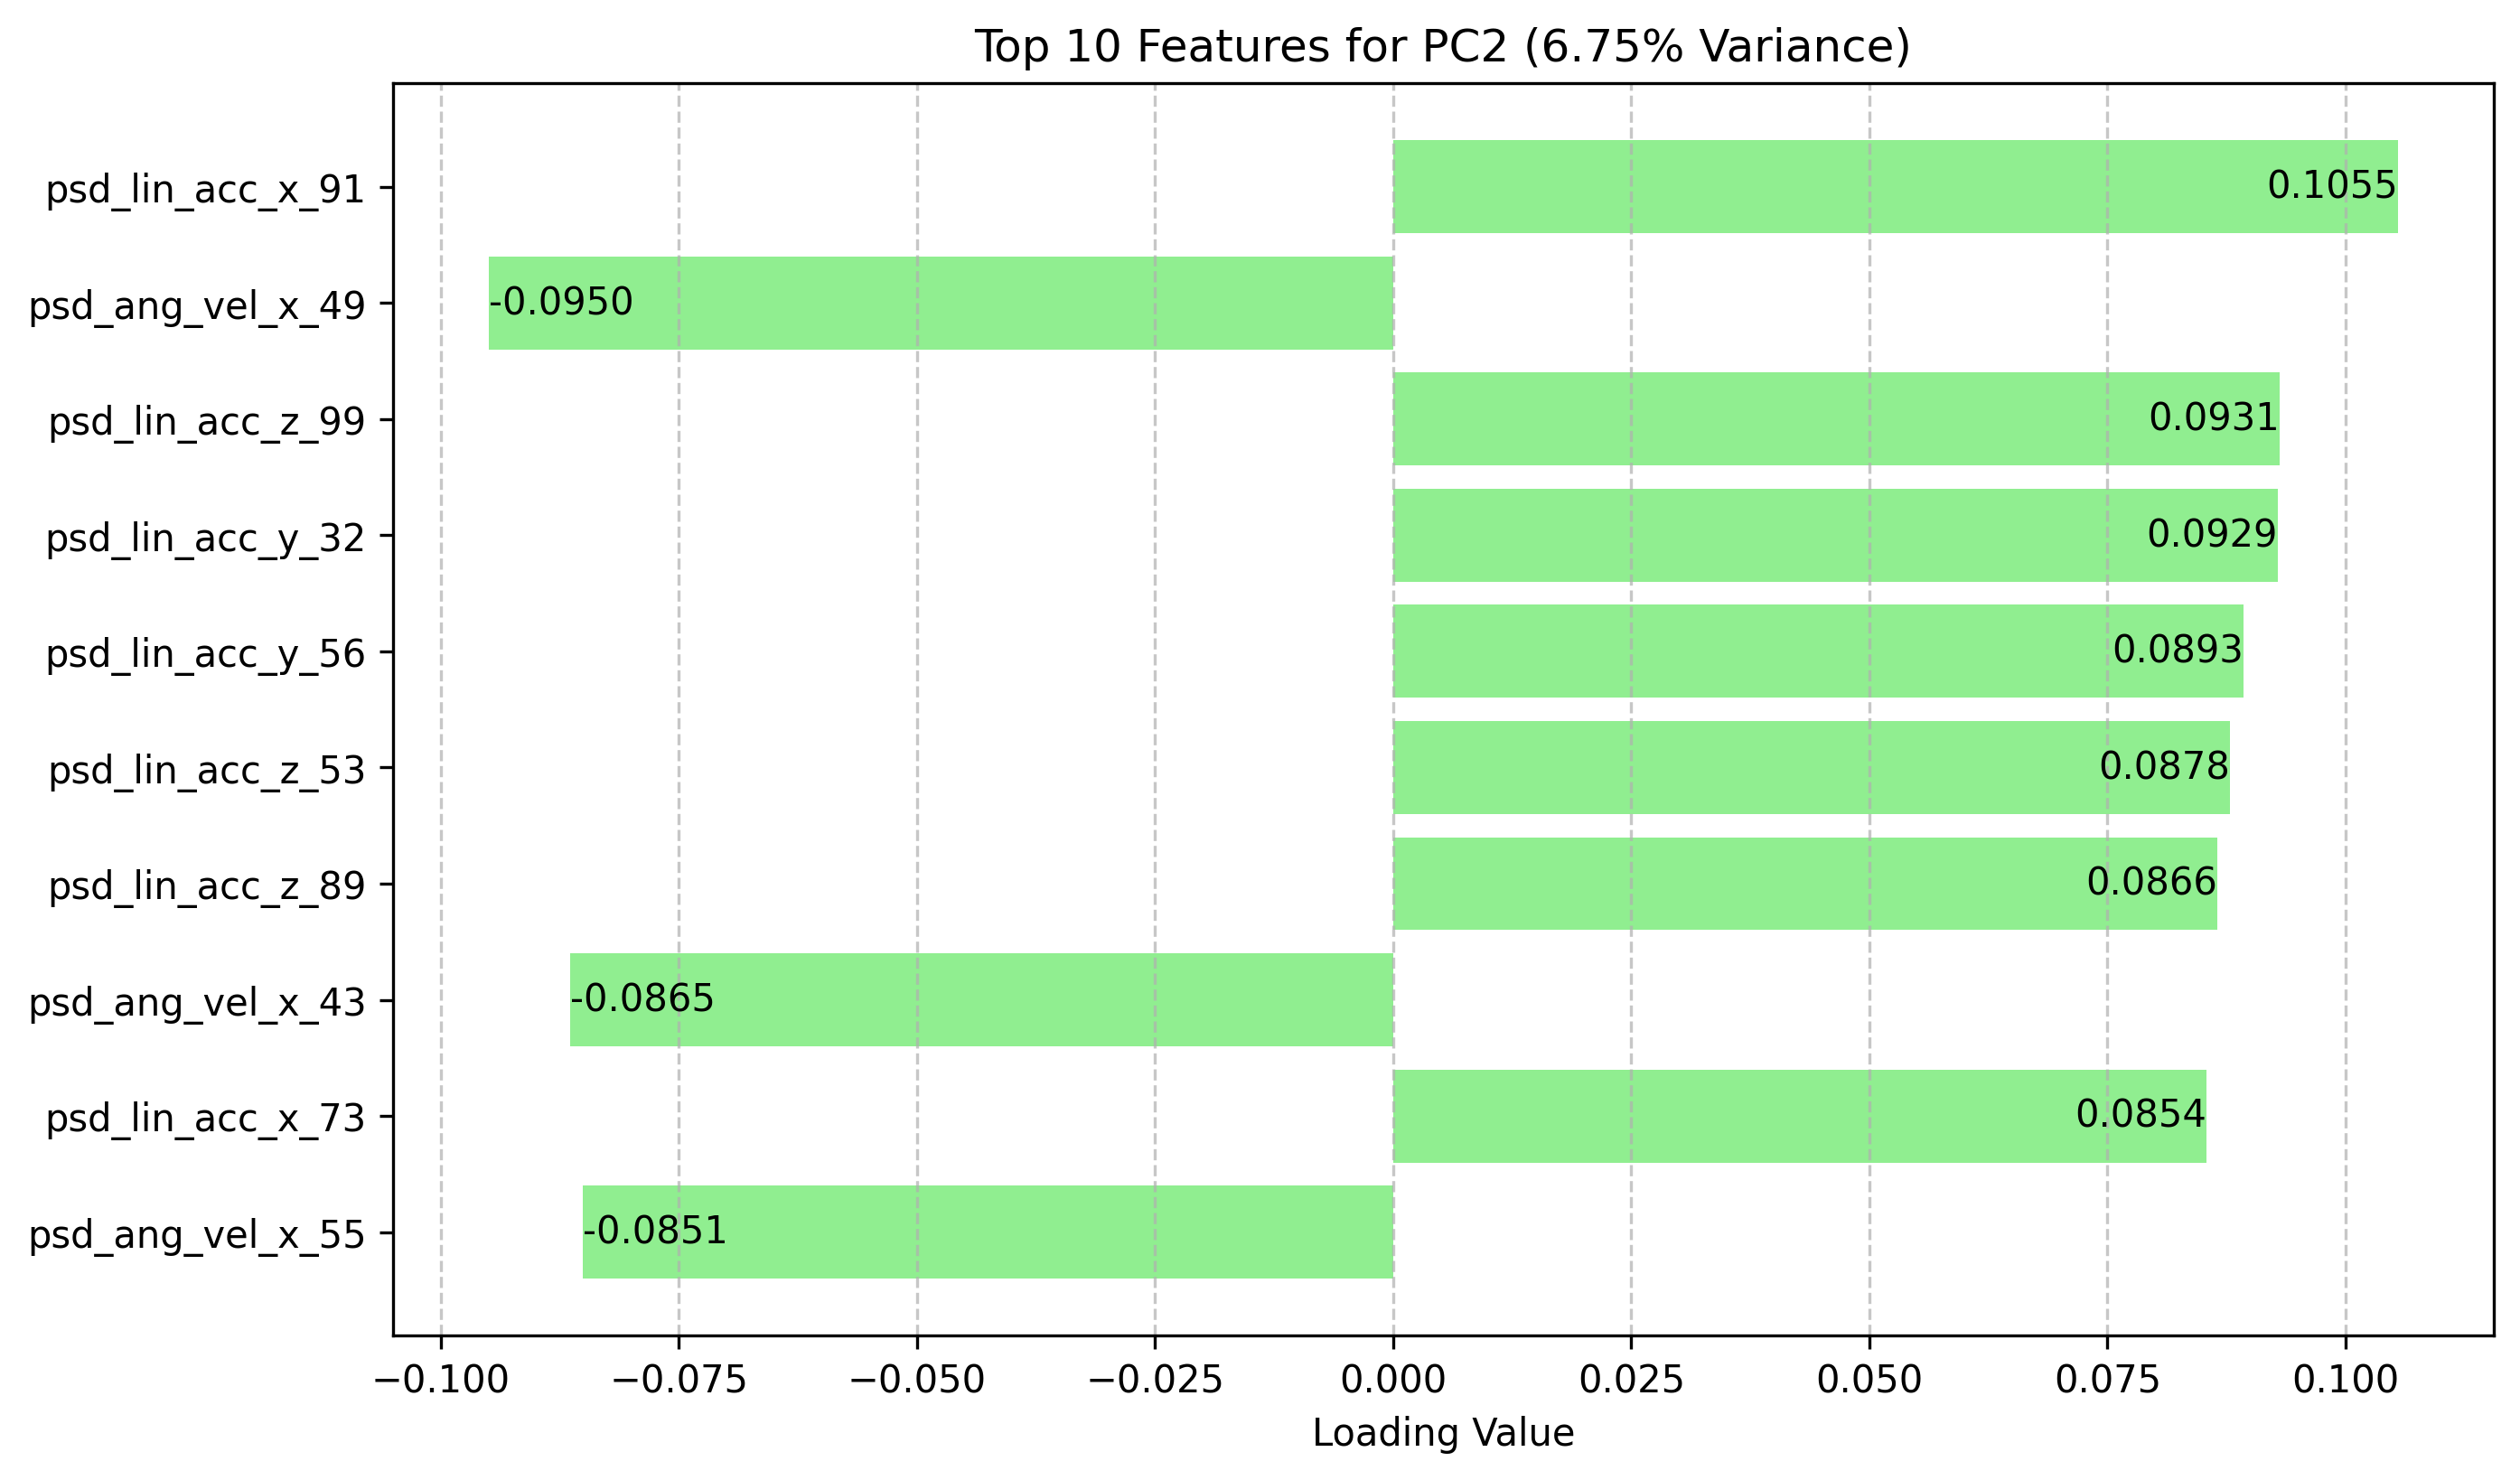 Top 10 Features for PC2 (6.75% Variance)
psd_lin_acc_x_91 0.1055
psd_ang_vel_x_49 -0.0950
psd_lin_acc_z_99 0.0931
psd_lin_acc_y_32 0.0929
psd_lin_acc_y_56 0.0893
psd_lin_acc_z_53 0.0878
psd_lin_acc_z_89 0.0866
psd_ang_vel_x_43 -0.0865
psd_lin_acc_x_73 0.0854
psd_ang_vel_x_55 -0.0851
−0.100 −0.075 −0.050 −0.025 0.000 0.025 0.050 0.075 0.100
Loading Value